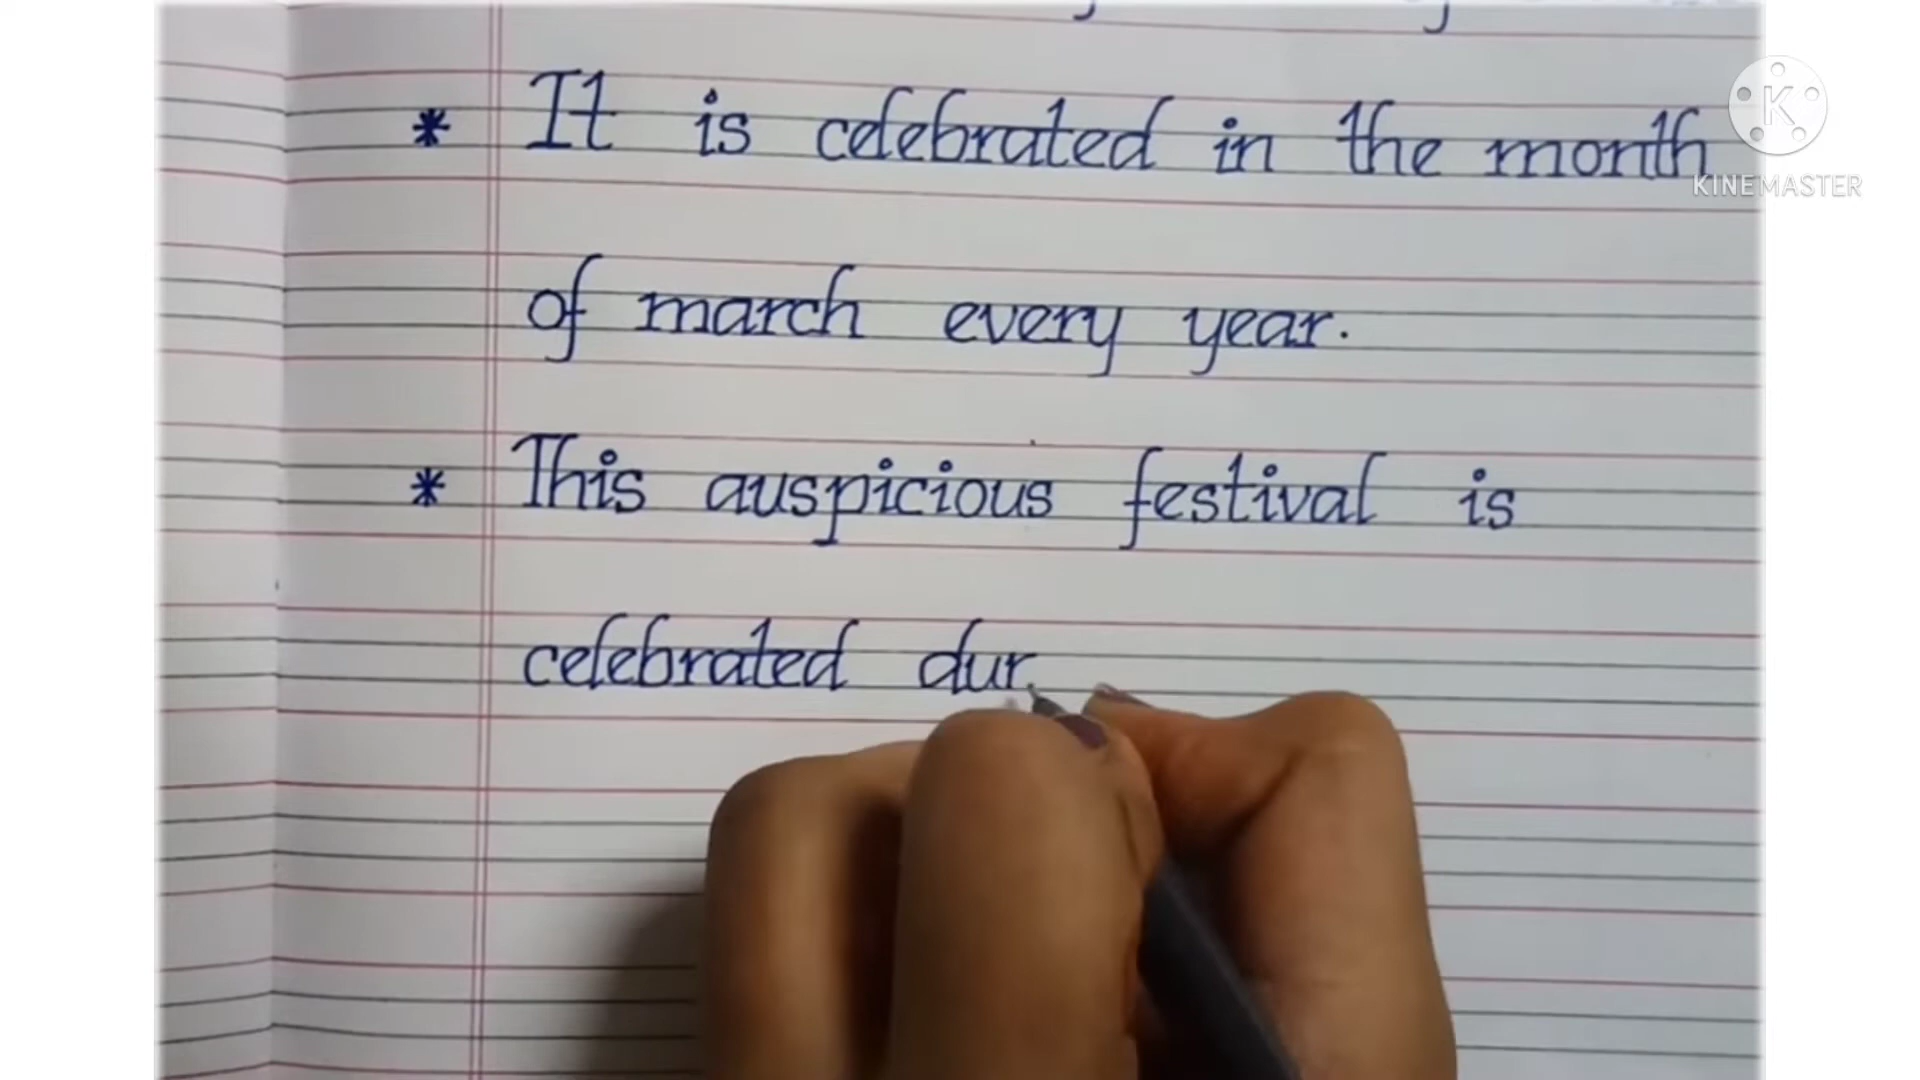 * It is celebrated in the month
of march every year.
* This auspicious festival is
celebrated dur
K
KINEMASTER